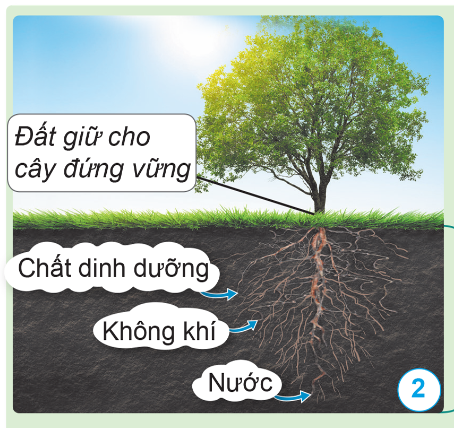 Đất giữ cho
cây đứng vững
Chất dinh dưỡng
Không khí
Nước
2